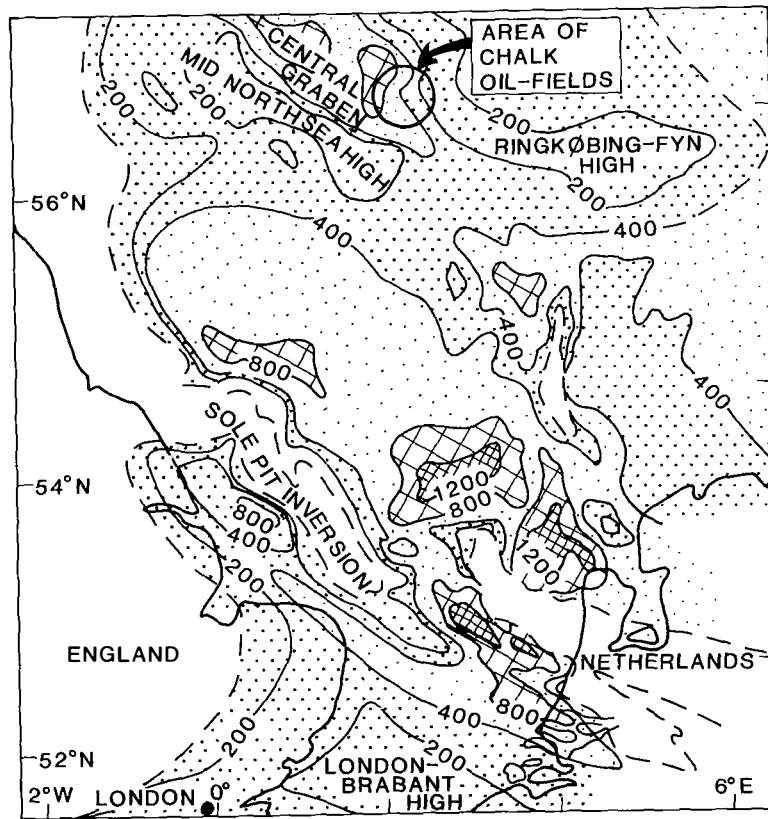 CENTRAL
GRABEN
AREA OF
CHALK
OIL-FIELDS
MID NORTH SEA HIGH
200
200
200
RINGKØBING-FYN
HIGH
200
56°N
400
400
400
400
800
SOLE PIT INVERSION
54°N
1200
800
800
400
1200
200
ENGLAND
NETHERLANDS
800
400
200
200
52°N
LONDON-
BRABANT
HIGH
2°W
LONDON
0°
6°E